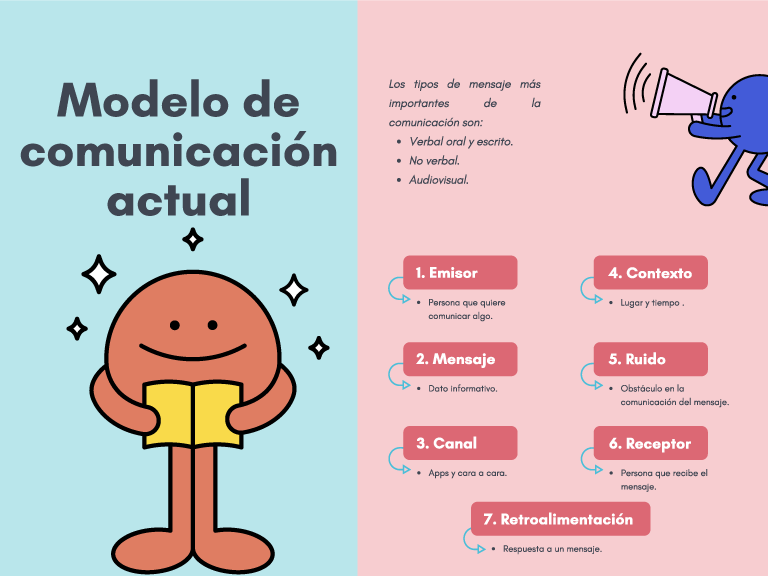 Modelo de
comunicación
actual
Los tipos de mensaje más
importantes de la
comunicación son:
• Verbal oral y escrito.
• No verbal.
• Audiovisual.
1. Emisor
• Persona que quiere
comunicar algo.
2. Mensaje
• Dato informativo.
3. Canal
• Apps y cara a cara.
4. Contexto
• Lugar y tiempo .
5. Ruido
• Obstáculo en la
comunicación del mensaje.
6. Receptor
• Persona que recibe el
mensaje.
7. Retroalimentación
• Respuesta a un mensaje.